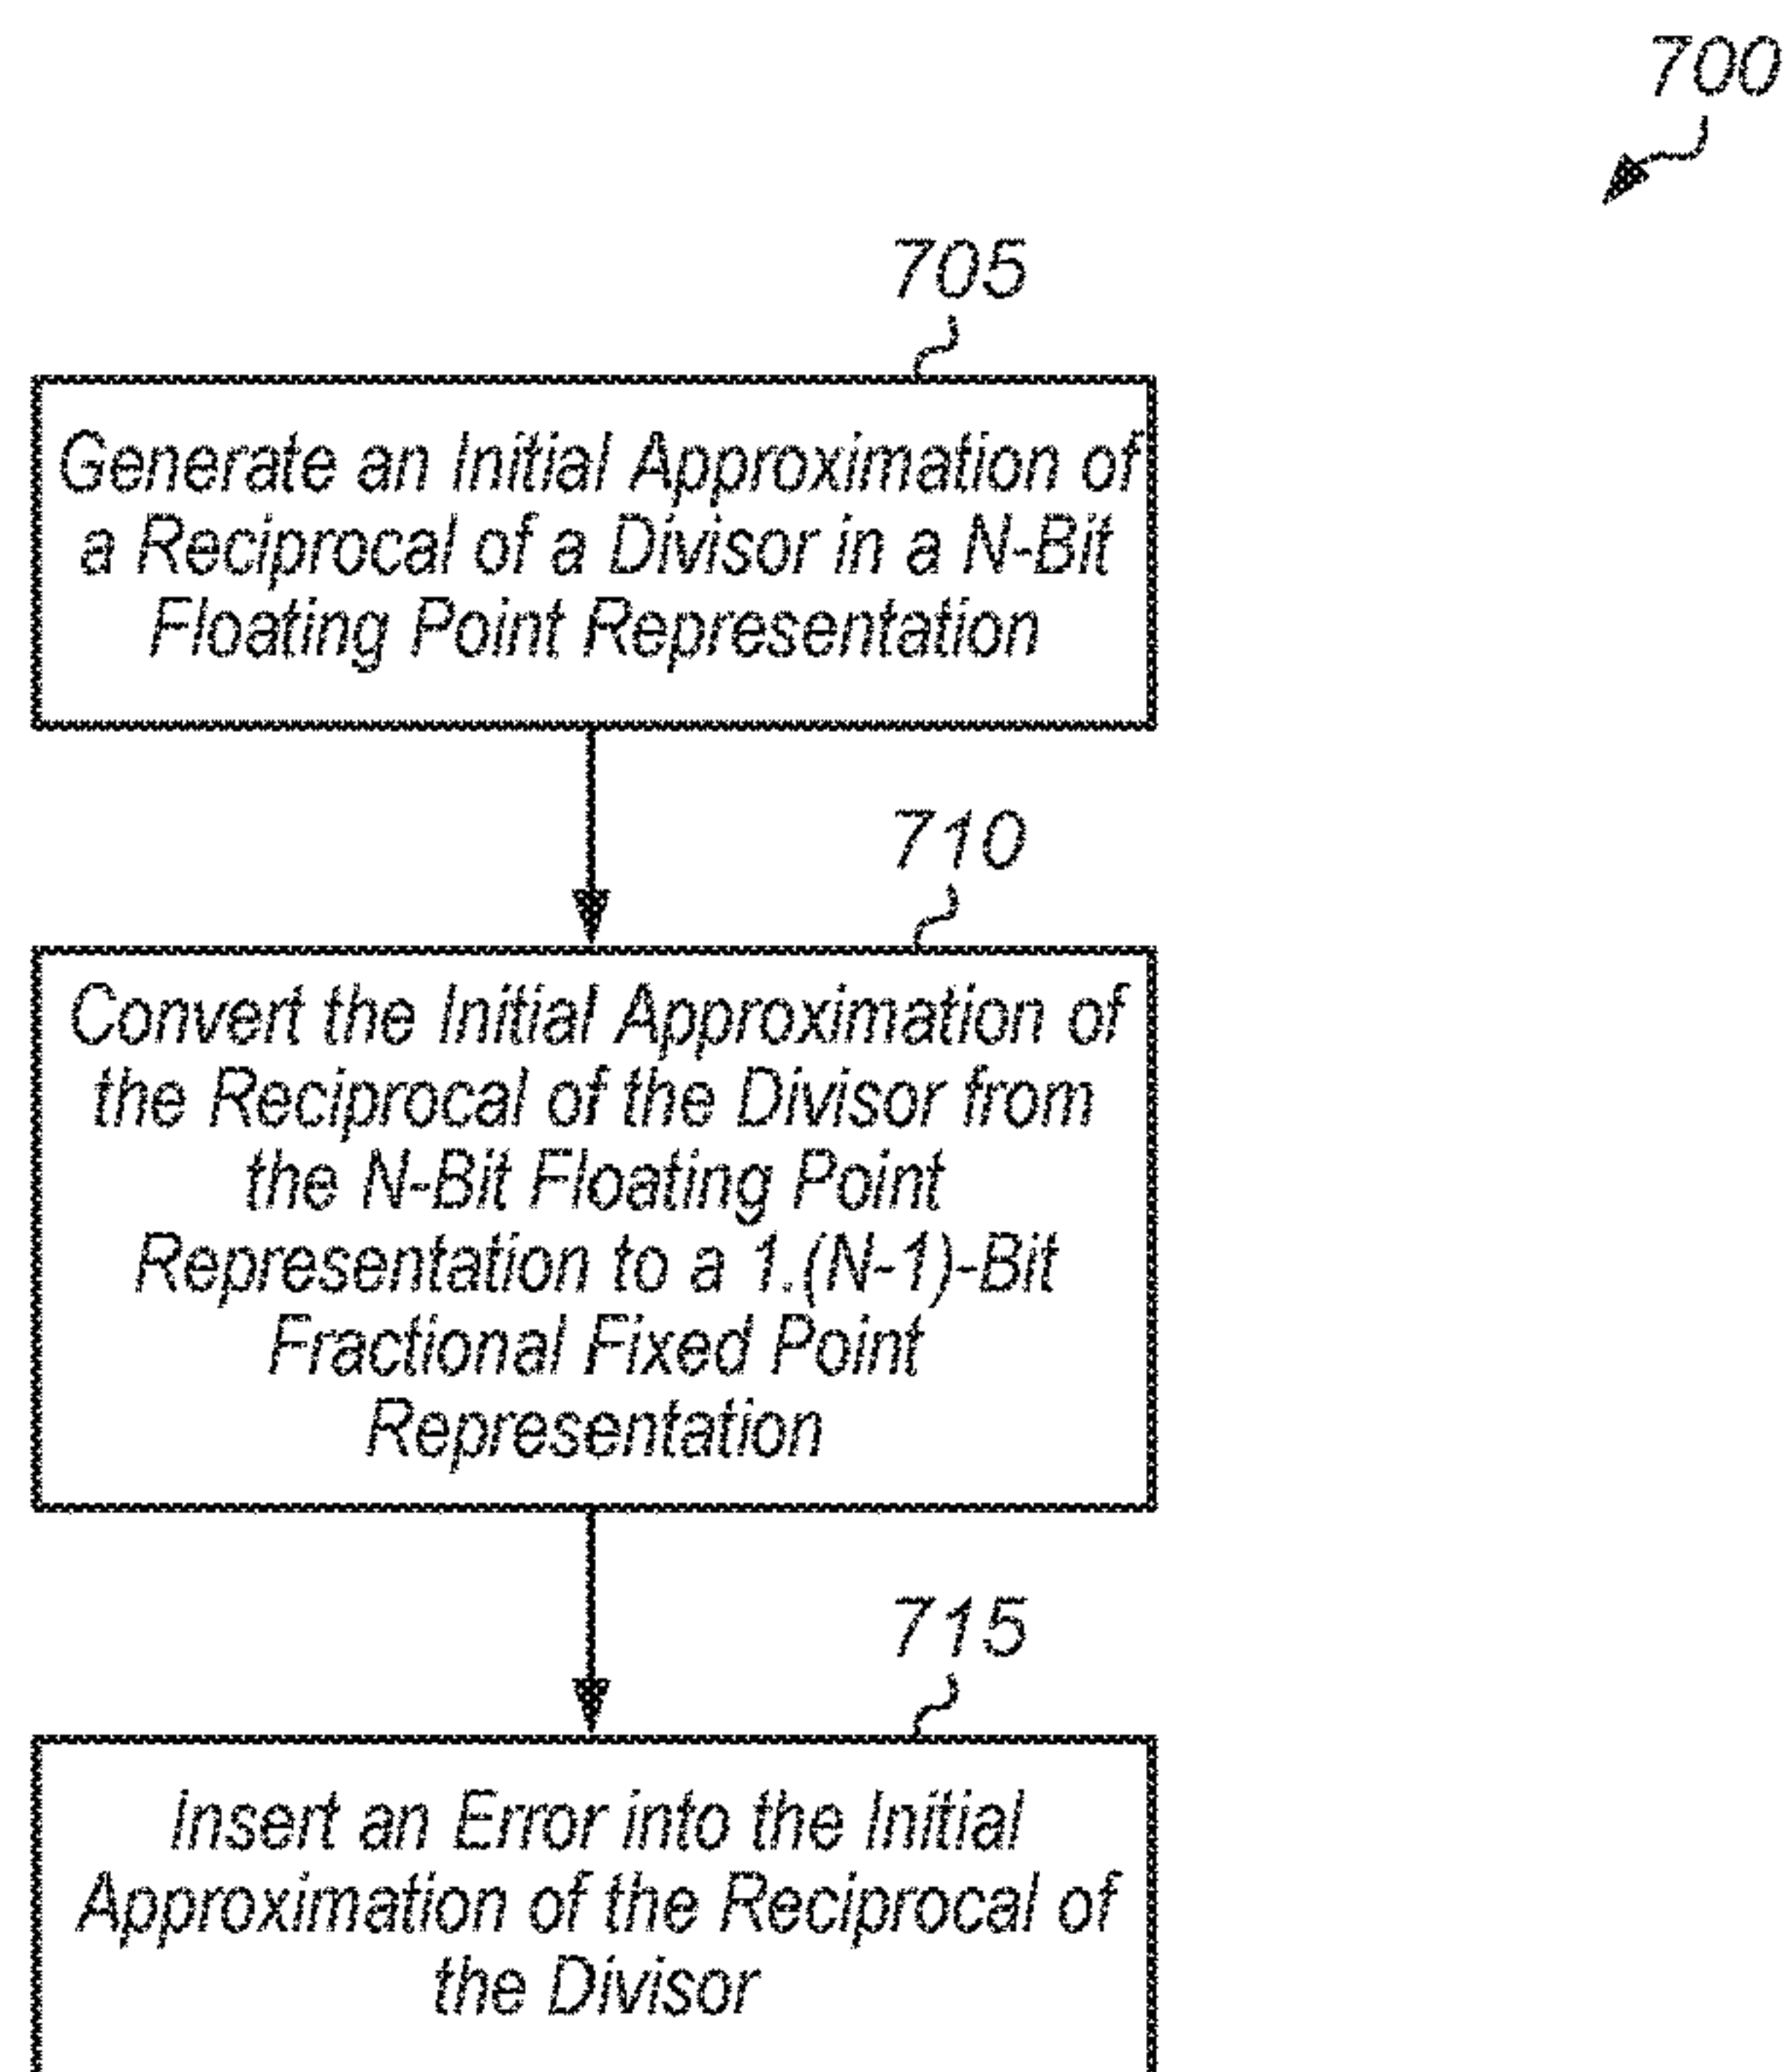 700
705
Generate an Initial Approximation of
a Reciprocal of a Divisor in a N-Bit
Floating Point Representation
710
Convert the Initial Approximation of
the Reciprocal of the Divisor from
the N-Bit Floating Point
Representation to a 1.(N-1)-Bit
Fractional Fixed Point
Representation
715
Insert an Error into the Initial
Approximation of the Reciprocal of
the Divisor